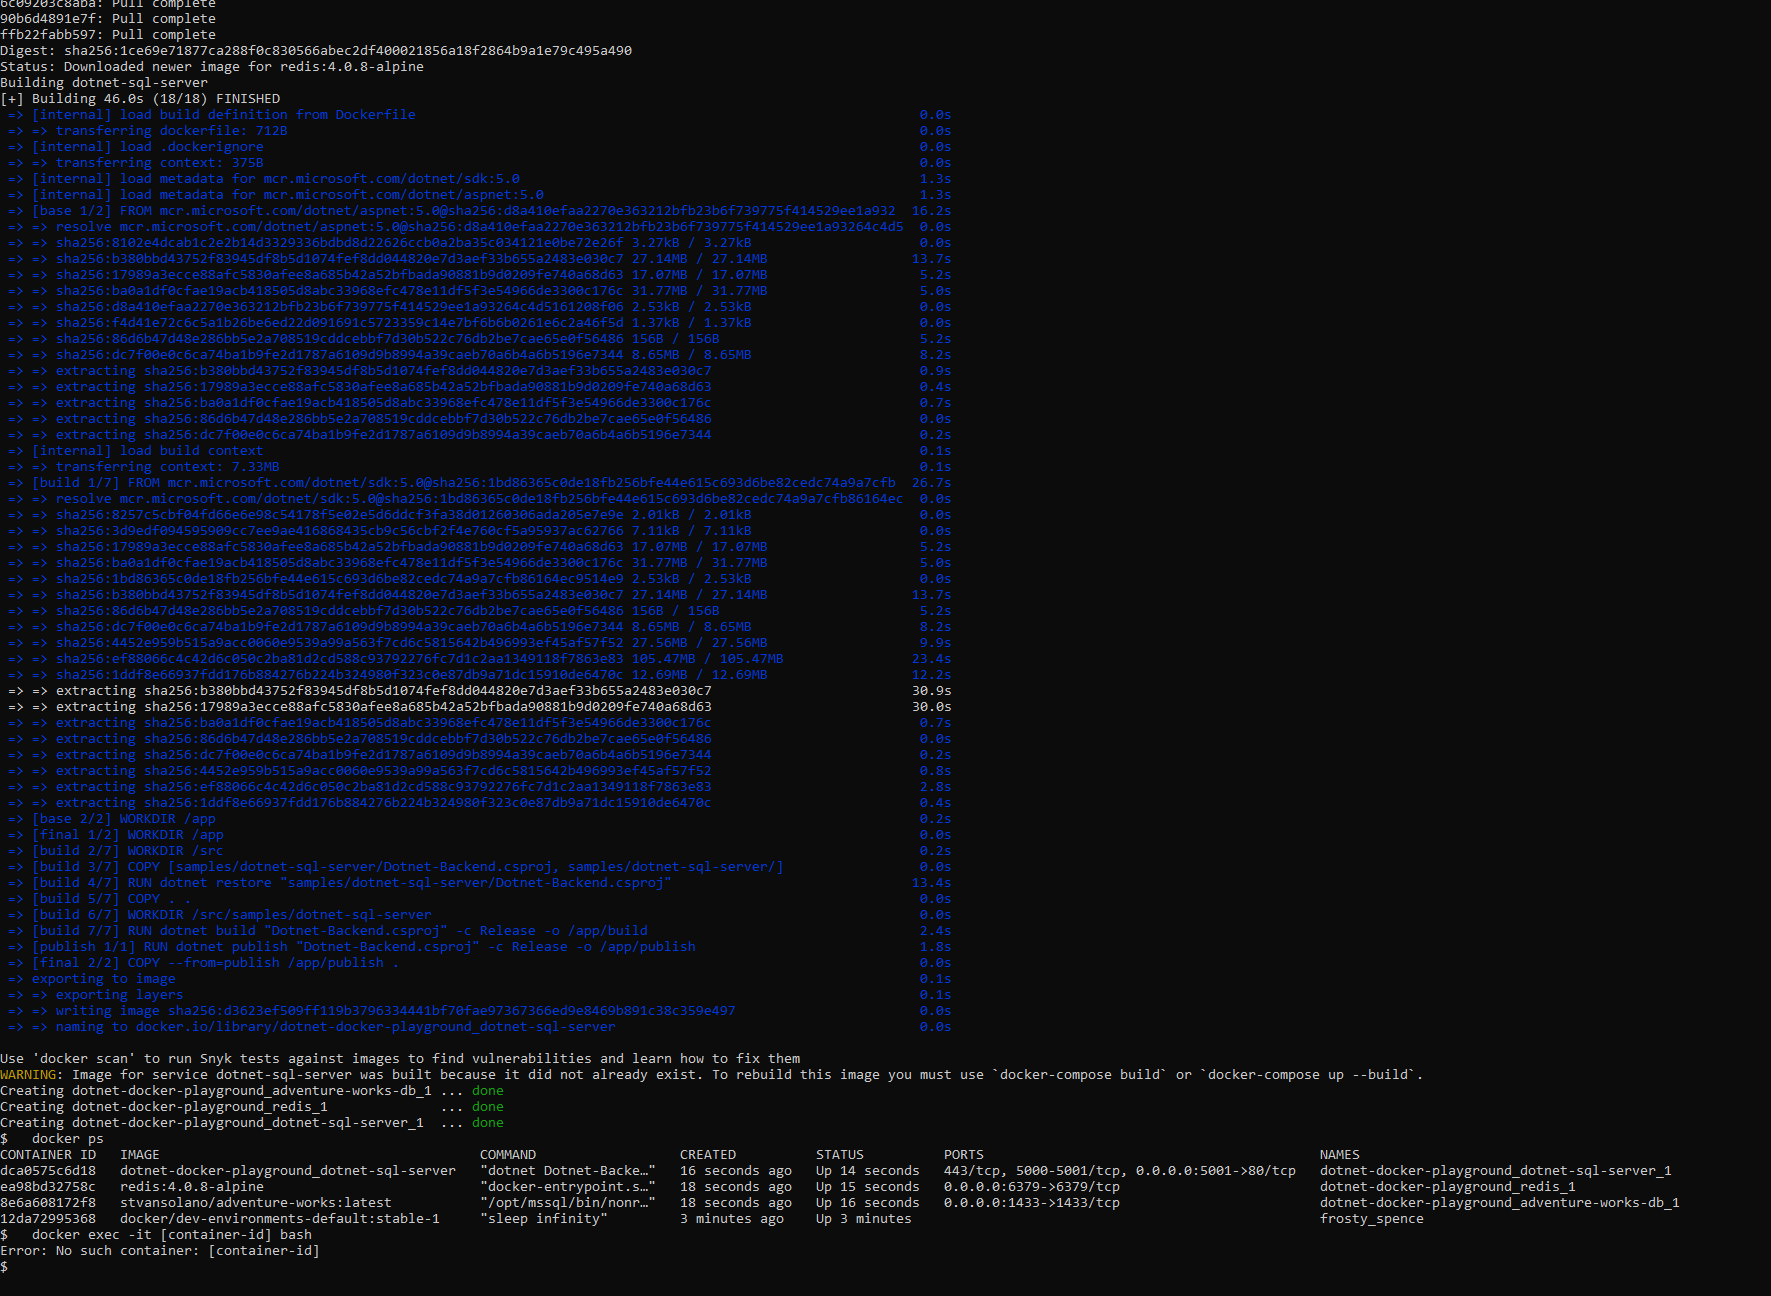 6c09203c8aba: Pull complete
90b6d4891e7f: Pull complete
ffb22fabb597: Pull complete
Digest: sha256:1ce69e71877ca288f0c830566abec2df400021856a18f2864b9a1e79c495a490
Status: Downloaded newer image for redis:4.0.8-alpine
Building dotnet-sql-server
[+] Building 46.0s (18/18) FINISHED
=> [internal] load build definition from Dockerfile 0.0s
=> => transferring dockerfile: 712B 0.0s
=> [internal] load .dockerignore 0.0s
=> => transferring context: 375B 0.0s
=> [internal] load metadata for mcr.microsoft.com/dotnet/sdk:5.0 1.3s
=> [internal] load metadata for mcr.microsoft.com/dotnet/aspnet:5.0 1.3s
=> [base 1/2] FROM mcr.microsoft.com/dotnet/aspnet:5.0@sha256:d8a410efaa2270e363212bfb23b6f739775f414529ee1a932 16.2s
=> => resolve mcr.microsoft.com/dotnet/aspnet:5.0@sha256:d8a410efaa2270e363212bfb23b6f739775f414529ee1a93264c4d5 0.0s
=> => sha256:8102e4dcab1c2e2b14d3329336bdbd8d22626ccb0a2ba35c034121e0be72e26f 3.27kB / 3.27kB 0.0s
=> => sha256:b380bbd43752f83945df8b5d1074fef8dd044820e7d3aef33b655a2483e030c7 27.14MB / 27.14MB 13.7s
=> => sha256:17989a3ecce88afc5830afee8a685b42a52bfbada90881b9d0209fe740a68d63 17.07MB / 17.07MB 5.2s
=> => sha256:ba0a1df0cfae19acb418505d8abc33968efc478e11df5f3e54966de3300c176c 31.77MB / 31.77MB 5.0s
=> => sha256:d8a410efaa2270e363212bfb23b6f739775f414529ee1a93264c4d5161208f06 2.53kB / 2.53kB 0.0s
=> => sha256:f4d41e72c6c5a1b26be6ed22d091691c5723359c14e7bf6b6b0261e6c2a46f5d 1.37kB / 1.37kB 0.0s
=> => sha256:86d6b47d48e286bb5e2a708519cddcebbf7d30b522c76db2be7cae65e0f56486 156B / 156B 5.2s
=> => sha256:dc7f00e0c6ca74ba1b9fe2d1787a6109d9b8994a39caeb70a6b4a6b5196e7344 8.65MB / 8.65MB 8.2s
=> => extracting sha256:b380bbd43752f83945df8b5d1074fef8dd044820e7d3aef33b655a2483e030c7 0.9s
=> => extracting sha256:17989a3ecce88afc5830afee8a685b42a52bfbada90881b9d0209fe740a68d63 0.4s
=> => extracting sha256:ba0a1df0cfae19acb418505d8abc33968efc478e11df5f3e54966de3300c176c 0.7s
=> => extracting sha256:86d6b47d48e286bb5e2a708519cddcebbf7d30b522c76db2be7cae65e0f56486 0.0s
=> => extracting sha256:dc7f00e0c6ca74ba1b9fe2d1787a6109d9b8994a39caeb70a6b4a6b5196e7344 0.2s
=> [internal] load build context 0.1s
=> => transferring context: 7.33MB 0.1s
=> [build 1/7] FROM mcr.microsoft.com/dotnet/sdk:5.0@sha256:1bd86365c0de18fb256bfe44e615c693d6be82cedc74a9a7cfb 26.7s
=> => resolve mcr.microsoft.com/dotnet/sdk:5.0@sha256:1bd86365c0de18fb256bfe44e615c693d6be82cedc74a9a7cfb86164ec 0.0s
=> => sha256:8257c5cbf04fd66e6e98c54178f5e02e5d6ddcf3fa38d01260306ada205e7e9e 2.01kB / 2.01kB 0.0s
=> => sha256:3d9edf094595909cc7ee9ae416868435cb9c56cbf2f4e760cf5a95937ac62766 7.11kB / 7.11kB 0.0s
=> => sha256:17989a3ecce88afc5830afee8a685b42a52bfbada90881b9d0209fe740a68d63 17.07MB / 17.07MB 5.2s
=> => sha256:ba0a1df0cfae19acb418505d8abc33968efc478e11df5f3e54966de3300c176c 31.77MB / 31.77MB 5.0s
=> => sha256:1bd86365c0de18fb256bfe44e615c693d6be82cedc74a9a7cfb86164ec9514e9 2.53kB / 2.53kB 0.0s
=> => sha256:b380bbd43752f83945df8b5d1074fef8dd044820e7d3aef33b655a2483e030c7 27.14MB / 27.14MB 13.7s
=> => sha256:86d6b47d48e286bb5e2a708519cddcebbf7d30b522c76db2be7cae65e0f56486 156B / 156B 5.2s
=> => sha256:dc7f00e0c6ca74ba1b9fe2d1787a6109d9b8994a39caeb70a6b4a6b5196e7344 8.65MB / 8.65MB 8.2s
=> => sha256:4452e959b515a9acc0060e9539a99a563f7cd6c5815642b496993ef45af57f52 27.56MB / 27.56MB 9.9s
=> => sha256:ef88066c4c42d6c050c2ba81d2cd588c93792276fc7d1c2aa1349118f7863e83 105.47MB / 105.47MB 23.4s
=> => sha256:1ddf8e66937fdd176b884276b224b324980f323c0e87db9a71dc15910de6470c 12.69MB / 12.69MB 12.2s
=> => extracting sha256:b380bbd43752f83945df8b5d1074fef8dd044820e7d3aef33b655a2483e030c7 30.9s
=> => extracting sha256:17989a3ecce88afc5830afee8a685b42a52bfbada90881b9d0209fe740a68d63 30.0s
=> => extracting sha256:ba0a1df0cfae19acb418505d8abc33968efc478e11df5f3e54966de3300c176c 0.7s
=> => extracting sha256:86d6b47d48e286bb5e2a708519cddcebbf7d30b522c76db2be7cae65e0f56486 0.0s
=> => extracting sha256:dc7f00e0c6ca74ba1b9fe2d1787a6109d9b8994a39caeb70a6b4a6b5196e7344 0.2s
=> => extracting sha256:4452e959b515a9acc0060e9539a99a563f7cd6c5815642b496993ef45af57f52 0.8s
=> => extracting sha256:ef88066c4c42d6c050c2ba81d2cd588c93792276fc7d1c2aa1349118f7863e83 2.8s
=> => extracting sha256:1ddf8e66937fdd176b884276b224b324980f323c0e87db9a71dc15910de6470c 0.4s
=> [base 2/2] WORKDIR /app 0.2s
=> [final 1/2] WORKDIR /app 0.0s
=> [build 2/7] WORKDIR /src 0.2s
=> [build 3/7] COPY [samples/dotnet-sql-server/Dotnet-Backend.csproj, samples/dotnet-sql-server/] 0.0s
=> [build 4/7] RUN dotnet restore "samples/dotnet-sql-server/Dotnet-Backend.csproj" 13.4s
=> [build 5/7] COPY . . 0.0s
=> [build 6/7] WORKDIR /src/samples/dotnet-sql-server 0.0s
=> [build 7/7] RUN dotnet build "Dotnet-Backend.csproj" -c Release -o /app/build 2.4s
=> [publish 1/1] RUN dotnet publish "Dotnet-Backend.csproj" -c Release -o /app/publish 1.8s
=> [final 2/2] COPY --from=publish /app/publish . 0.0s
=> exporting to image 0.1s
=> => exporting layers 0.1s
=> => writing image sha256:d3623ef509ff119b3796334441bf70fae97367366ed9e8469b891c38c359e497 0.0s
=> => naming to docker.io/library/dotnet-docker-playground_dotnet-sql-server 0.0s
Use 'docker scan' to run Snyk tests against images to find vulnerabilities and learn how to fix them
WARNING: Image for service dotnet-sql-server was built because it did not already exist. To rebuild this image you must use `docker-compose build` or `docker-compose up --build`.
Creating dotnet-docker-playground_adventure-works-db_1 ... done
Creating dotnet-docker-playground_redis_1 ... done
Creating dotnet-docker-playground_dotnet-sql-server_1 ... done
$ docker ps
CONTAINER ID IMAGE COMMAND CREATED STATUS PORTS NAMES
dca0575c6d18 dotnet-docker-playground_dotnet-sql-server "dotnet Dotnet-Backe…" 16 seconds ago Up 14 seconds 443/tcp, 5000-5001/tcp, 0.0.0.0:5001->80/tcp dotnet-docker-playground_dotnet-sql-server_1
ea98bd32758c redis:4.0.8-alpine "docker-entrypoint.s…" 18 seconds ago Up 15 seconds 0.0.0.0:6379->6379/tcp dotnet-docker-playground_redis_1
8e6a608172f8 stvansolano/adventure-works:latest "/opt/mssql/bin/nonr…" 18 seconds ago Up 16 seconds 0.0.0.0:1433->1433/tcp dotnet-docker-playground_adventure-works-db_1
12da72995368 docker/dev-environments-default:stable-1 "sleep infinity" 3 minutes ago Up 3 minutes frosty_spence
$ docker exec -it [container-id] bash
Error: No such container: [container-id]
$